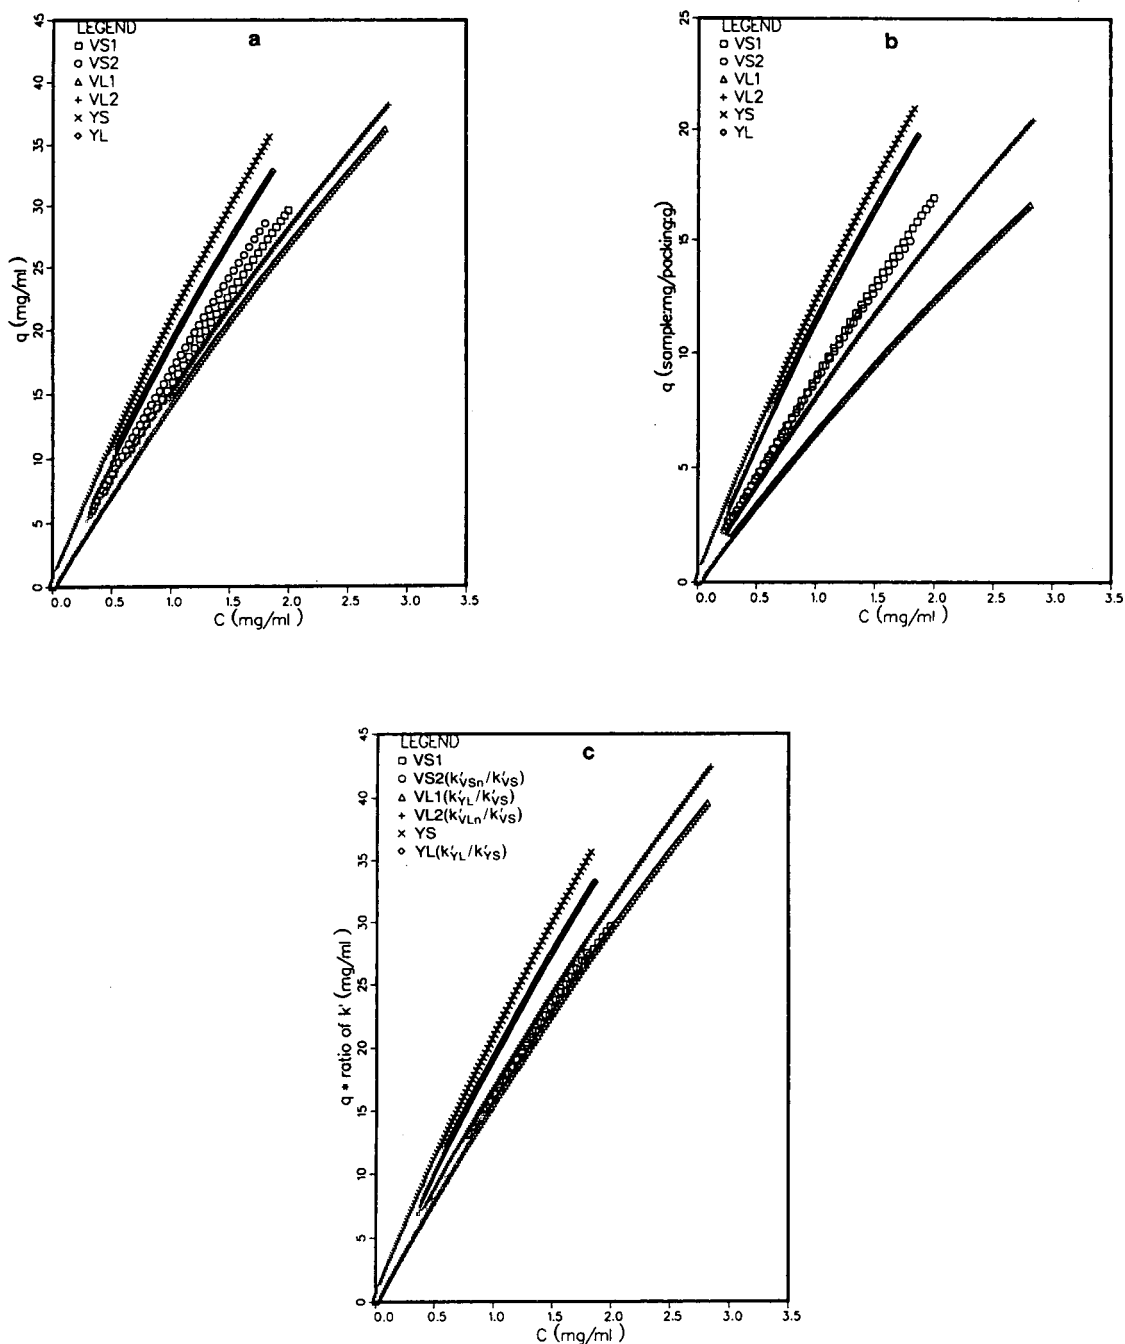 a
LEGEND
□ VS1
○ VS2
△ VL1
+ VL2
× YS
◇ YL
45
40
35
30
25
20
15
10
5
0
q (mg/ml)
0.0 0.5 1.0 1.5 2.0 2.5 3.0 3.5
C (mg/ml)
b
LEGEND
□ VS1
○ VS2
△ VL1
+ VL2
× YS
◇ YL
25
20
15
10
5
0
q (sample:mg/packing:g)
0.0 0.5 1.0 1.5 2.0 2.5 3.0 3.5
C (mg/ml)
c
LEGEND
□ VS1
○ VS2(k'VSn/k'VS)
△ VL1(k'YL/k'VS)
+ VL2(k'VLn/k'VS)
× YS
◇ YL(k'YL/k'YS)
45
40
35
30
25
20
15
10
5
0
q * ratio of k' (mg/ml)
0.0 0.5 1.0 1.5 2.0 2.5 3.0 3.5
C (mg/ml)